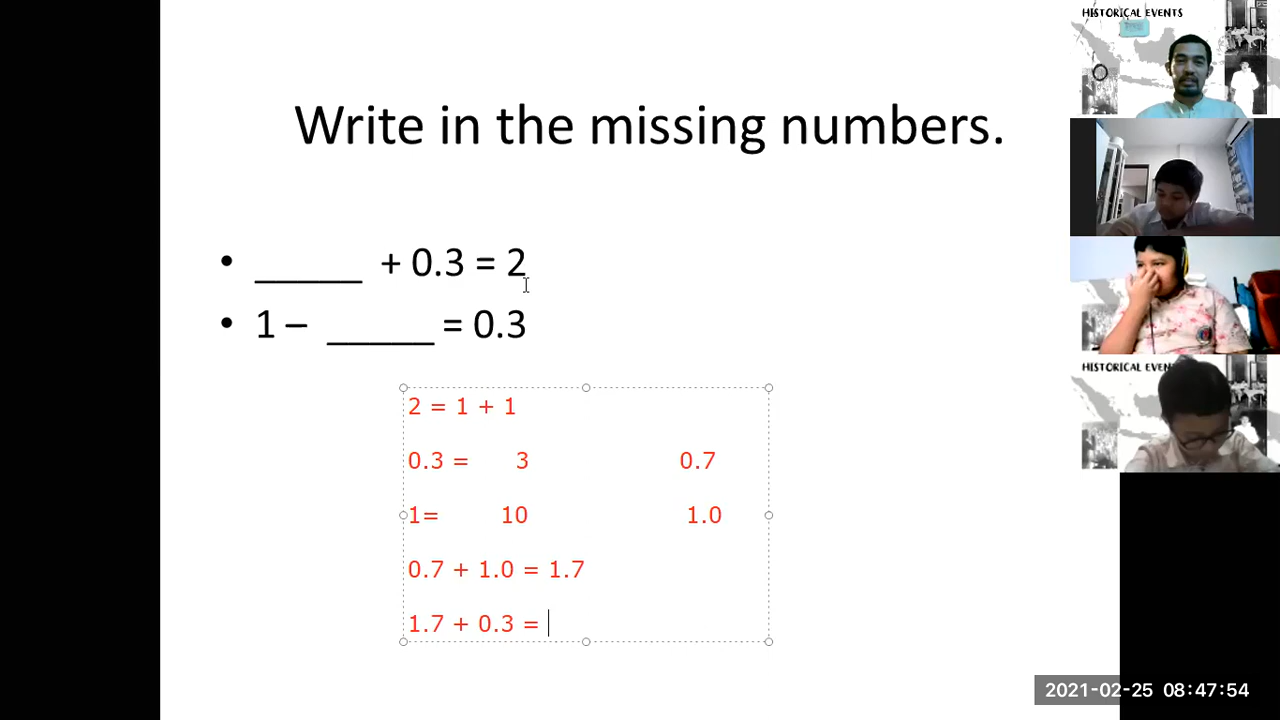 HISTORICAL EVENTS
Write in the missing numbers.
• _____ + 0.3 = 2
• 1 – _____ = 0.3
2 = 1 + 1
0.3 = 3 0.7
1= 10 1.0
0.7 + 1.0 = 1.7
1.7 + 0.3 =
HISTORICAL EVEN
2021-02-25 08:47:54